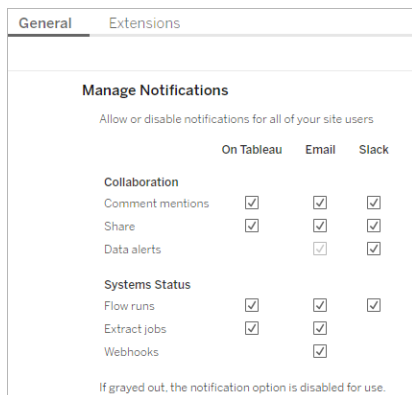 General Extensions
Manage Notifications
Allow or disable notifications for all of your site users
On Tableau Email Slack
Collaboration
Comment mentions
Share
Data alerts
Systems Status
Flow runs
Extract jobs
Webhooks
If grayed out, the notification option is disabled for use.